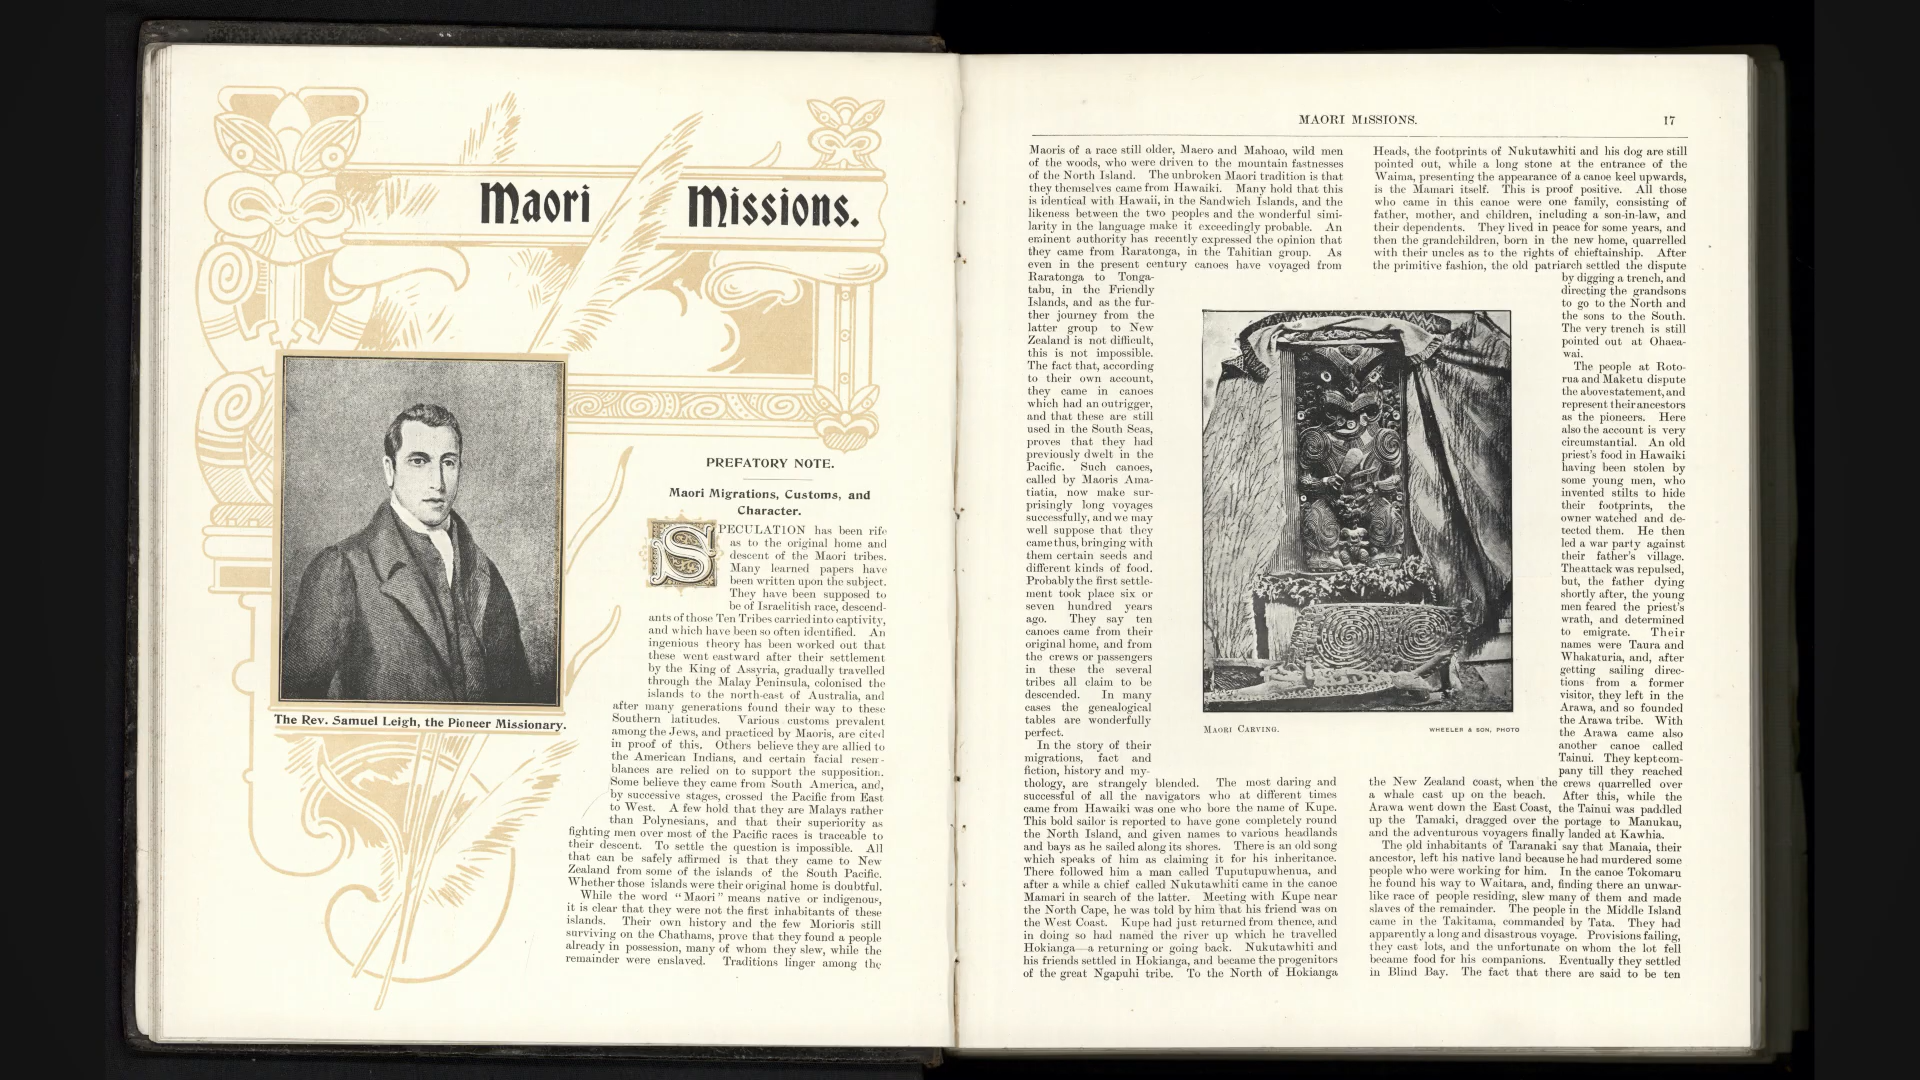 Maori Missions.
The Rev. Samuel Leigh, the Pioneer Missionary.
PREFATORY NOTE.
Maori Migrations, Customs, and
Character.
SPECULATION has been rife
as to the original home and
descent of the Maori tribes.
Many learned papers have
been written upon the subject.
They have been supposed to
be of Israelitish race, descend-
ants of those Ten Tribes carried into captivity,
and which have been so often identified. An
ingenious theory has been worked out that
these went eastward after their settlement
by the King of Assyria, gradually travelled
through the Malay Peninsula, colonised the
islands to the north-east of Australia, and
after many generations found their way to these
Southern latitudes. Various customs prevalent
among the Jews, and practiced by Maoris, are cited
in proof of this. Others believe they are allied to
the American Indians, and certain facial resem-
blances are relied on to support the supposition.
Some believe they came from South America, and,
by successive stages, crossed the Pacific from East
to West. A few hold that they are Malays rather
than Polynesians, and that their superiority as
fighting men over most of the Pacific races is traceable to
their descent. To settle the question is impossible. All
that can be safely affirmed is that they came to New
Zealand from some of the islands of the South Pacific.
Whether those islands were their original home is doubtful.
While the word "Maori" means native or indigenous,
it is clear that they were not the first inhabitants of these
islands. Their own history and the few Morioris still
surviving on the Chathams, prove that they found a people
already in possession, many of whom they slew, while the
remainder were enslaved. Traditions linger among the
MAORI MISSIONS.
17
Maoris of a race still older, Maero and Mahoao, wild men
of the woods, who were driven to the mountain fastnesses
of the North Island. The unbroken Maori tradition is that
they themselves came from Hawaiki. Many hold that this
is identical with Hawaii, in the Sandwich Islands, and the
likeness between the two peoples and the wonderful simi-
larity in the language make it exceedingly probable. An
eminent authority has recently expressed the opinion that
they came from Raratonga, in the Tahitian group. As
even in the present century canoes have voyaged from
Raratonga to Tonga-
tabu, in the Friendly
Islands, and as the fur-
ther journey from the
latter group to New
Zealand is not difficult,
this is not impossible.
The fact that, according
to their own account,
they came in canoes
which had an outrigger,
and that these are still
used in the South Seas,
proves that they had
previously dwelt in the
Pacific. Such canoes,
called by Maoris Ama-
tiatia, now make sur-
prisingly long voyages
successfully, and we may
well suppose that they
came thus, bringing with
them certain seeds and
different kinds of food.
Probably the first settle-
ment took place six or
seven hundred years
ago. They say ten
canoes came from their
original home, and from
the crews or passengers
in these the several
tribes all claim to be
descended. In many
cases the genealogical
tables are wonderfully
perfect.
In the story of their
migrations, fact and
fiction, history and my-
thology, are strangely blended. The most daring and
successful of all the navigators who at different times
came from Hawaiki was one who bore the name of Kupe.
This bold sailor is reported to have gone completely round
the North Island, and given names to various headlands
and bays as he sailed along its shores. There is an old song
which speaks of him as claiming it for his inheritance.
There followed him a man called Tuputupuwhenua, and
after a while a chief called Nukutawhiti came in the canoe
Mamari in search of the latter. Meeting with Kupe near
the North Cape, he was told by him that his friend was on
the West Coast. Kupe had just returned from thence, and
in doing so had named the river up which he travelled
Hokianga—a returning or going back. Nukutawhiti and
his friends settled in Hokianga, and became the progenitors
of the great Ngapuhi tribe. To the North of Hokianga
MAORI CARVING.
WHEELER & SON, PHOTO
Heads, the footprints of Nukutawhiti and his dog are still
pointed out, while a long stone at the entrance of the
Waima, presenting the appearance of a canoe keel upwards,
is the Mamari itself. This is proof positive. All those
who came in this canoe were one family, consisting of
father, mother, and children, including a son-in-law, and
their dependents. They lived in peace for some years, and
then the grandchildren, born in the new home, quarrelled
with their uncles as to the rights of chieftainship. After
the primitive fashion, the old patriarch settled the dispute
by digging a trench, and
directing the grandsons
to go to the North and
the sons to the South.
The very trench is still
pointed out at Ohaea-
wai.
The people at Roto-
rua and Maketu dispute
the above statement, and
represent their ancestors
as the pioneers. Here
also the account is very
circumstantial. An old
priest's food in Hawaiki
having been stolen by
some young men, who
invented stilts to hide
their footprints, the
owner watched and de-
tected them. He then
led a war party against
their father's village.
The attack was repulsed,
but, the father dying
shortly after, the young
men feared the priest's
wrath, and determined
to emigrate. Their
names were Taura and
Whakaturia, and, after
getting sailing direc-
tions from a former
visitor, they left in the
Arawa, and so founded
the Arawa tribe. With
the Arawa came also
another canoe called
Tainui. They kept com-
pany till they reached
the New Zealand coast, when the crews quarrelled over
a whale cast up on the beach. After this, while the
Arawa went down the East Coast, the Tainui was paddled
up the Tamaki, dragged over the portage to Manukau,
and the adventurous voyagers finally landed at Kawhia.
The old inhabitants of Taranaki say that Manaia, their
ancestor, left his native land because he had murdered some
people who were working for him. In the canoe Tokomaru
he found his way to Waitara, and, finding there an unwar-
like race of people residing, slew many of them and made
slaves of the remainder. The people in the Middle Island
came in the Takitama, commanded by Tata. They had
apparently a long and disastrous voyage. Provisions failing,
they cast lots, and the unfortunate on whom the lot fell
became food for his companions. Eventually they settled
in Blind Bay. The fact that there are said to be ten